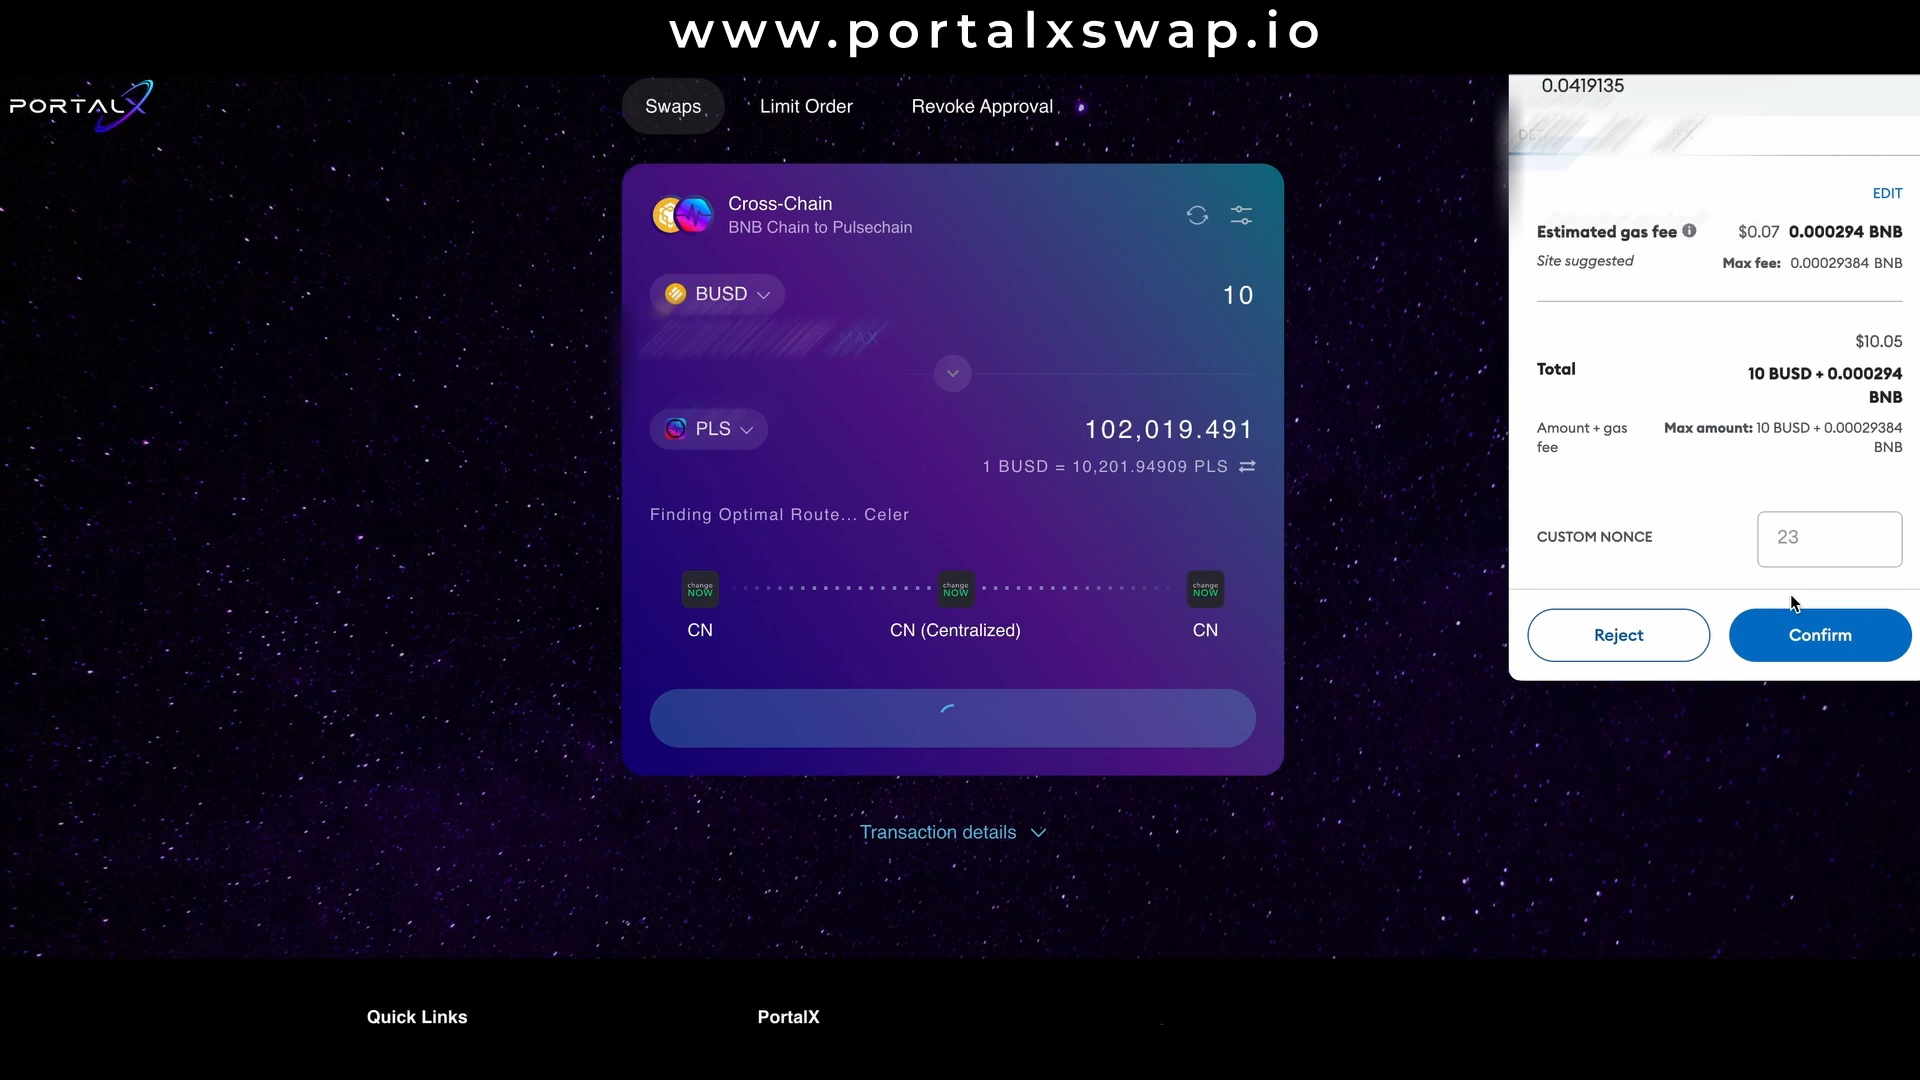 www.portalxswap.io
PORTALX
Swaps
Limit Order
Revoke Approval
Cross-Chain
BNB Chain to Pulsechain
BUSD
10
MAX
PLS
102,019.491
1 BUSD = 10,201.94909 PLS
Finding Optimal Route... Celer
change NOW
change NOW
change NOW
CN
CN (Centralized)
CN
Transaction details
0.0419135
EDIT
Estimated gas fee
$0.07 0.000294 BNB
Site suggested
Max fee: 0.00029384 BNB
$10.05
Total
10 BUSD + 0.000294
BNB
Amount + gas
fee
Max amount: 10 BUSD + 0.00029384
BNB
CUSTOM NONCE
23
Reject
Confirm
Quick Links
PortalX